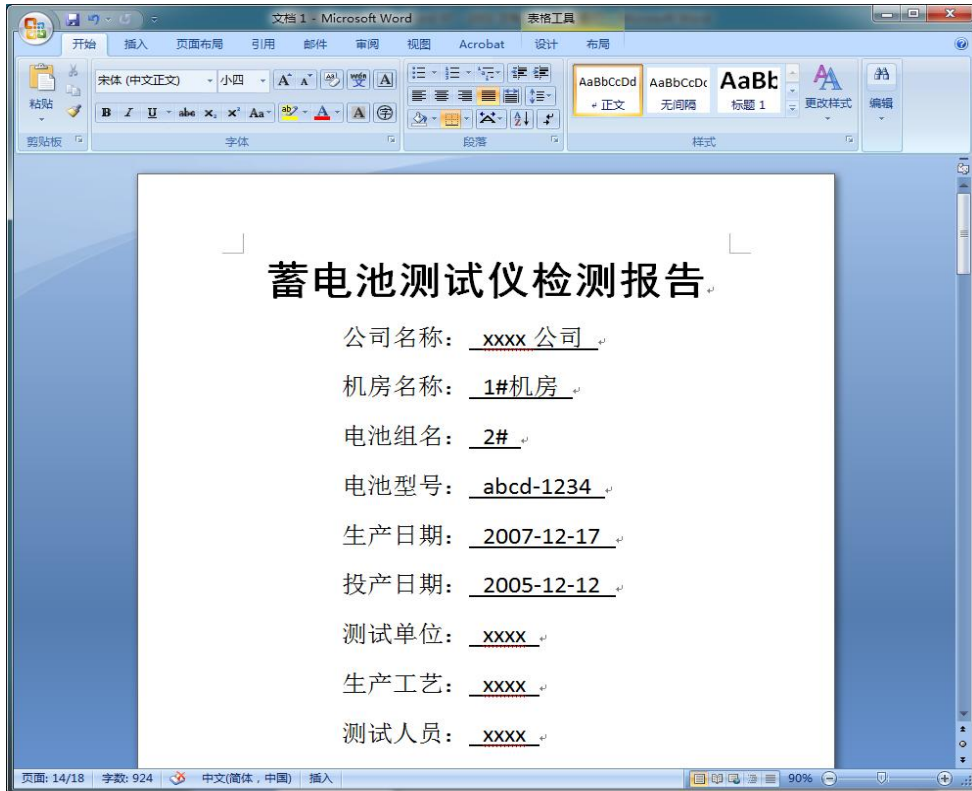 文档 1 - Microsoft Word
表格工具
开始 插入 页面布局 引用 邮件 审阅 视图 Acrobat 设计 布局
宋体 (中文正文) 小四
粘贴
B I U abc X₂ X² Aa ab A A
AaBbCcDd AaBbCcDc AaBb
正文 无间隔 标题 1 更改样式 编辑
剪贴板 字体 段落 样式
蓄电池测试仪检测报告
公司名称: xxxx 公司
机房名称: 1#机房
电池组名: 2#
电池型号: abcd-1234
生产日期: 2007-12-17
投产日期: 2005-12-12
测试单位: xxxx
生产工艺: xxxx
测试人员: xxxx
页面: 14/18 字数: 924 中文(简体,中国) 插入 90%